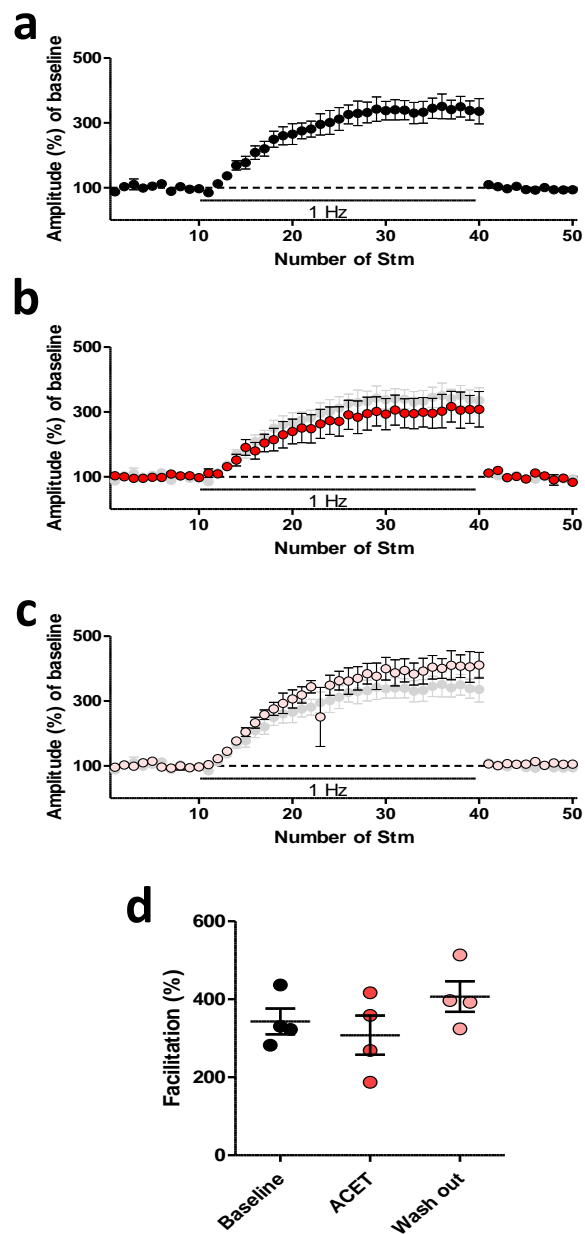 a
Amplitude (%) of baseline
500
300
100
1 Hz
10 20 30 40 50
Number of Stm
b
Amplitude (%) of baseline
500
300
100
1 Hz
10 20 30 40 50
Number of Stm
c
Amplitude (%) of baseline
500
300
100
1 Hz
10 20 30 40 50
Number of Stm
d
Facilitation (%)
600
400
200
0
Baseline ACET Wash out